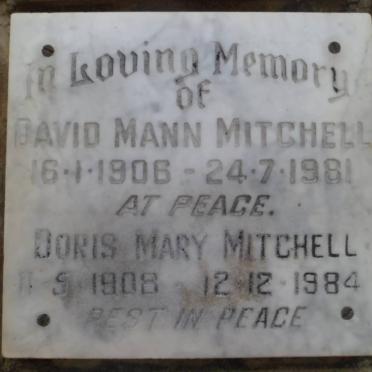 In Loving Memory
of
DAVID MANN MITCHELL
16·1·1906 - 24·7·1981
AT PEACE.
DORIS MARY MITCHELL
11·5·1908 - 12·12·1984
REST IN PEACE